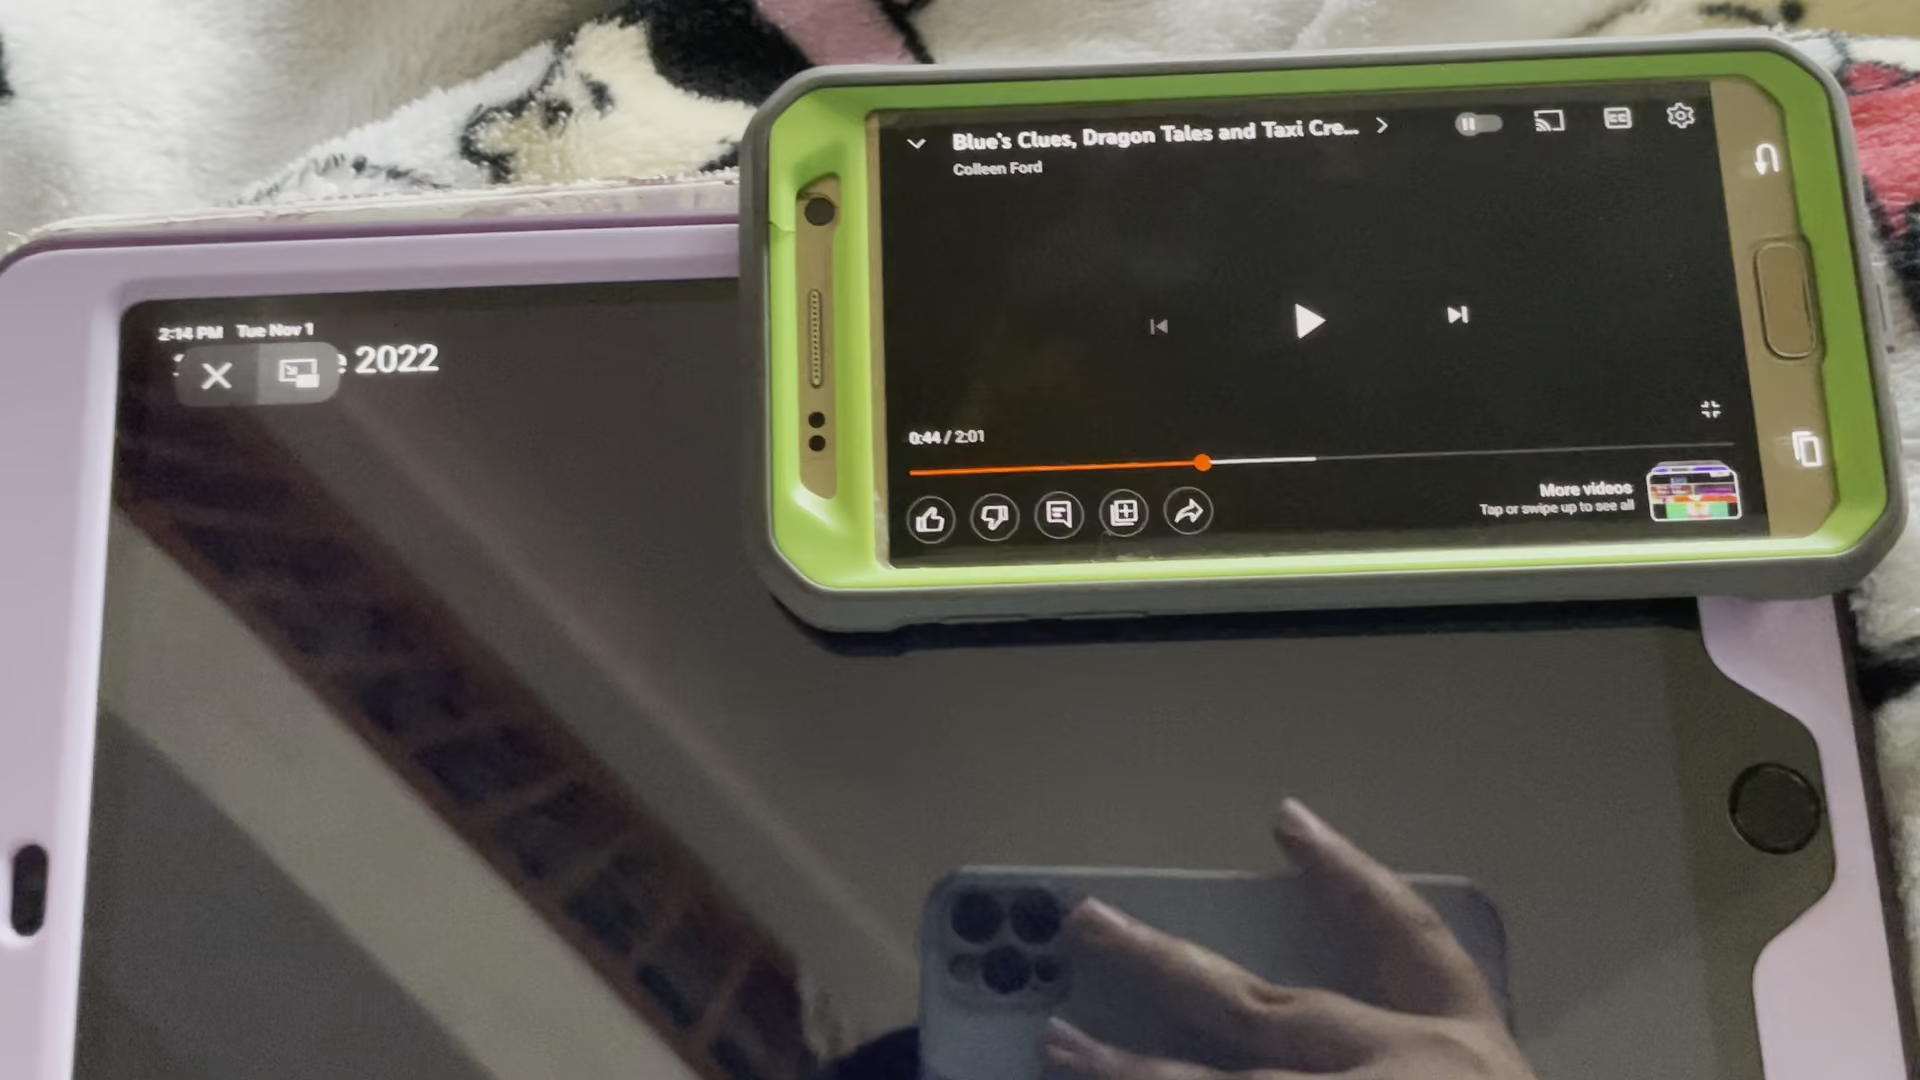 Blue's Clues, Dragon Tales and Taxi Cre...
Colleen Ford
CC
0:44 / 2:01
More videos
Tap or swipe up to see all
2:14 PM Tue Nov 1
2022